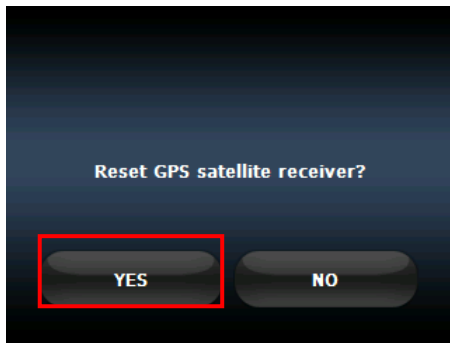 Reset GPS satellite receiver?
YES NO